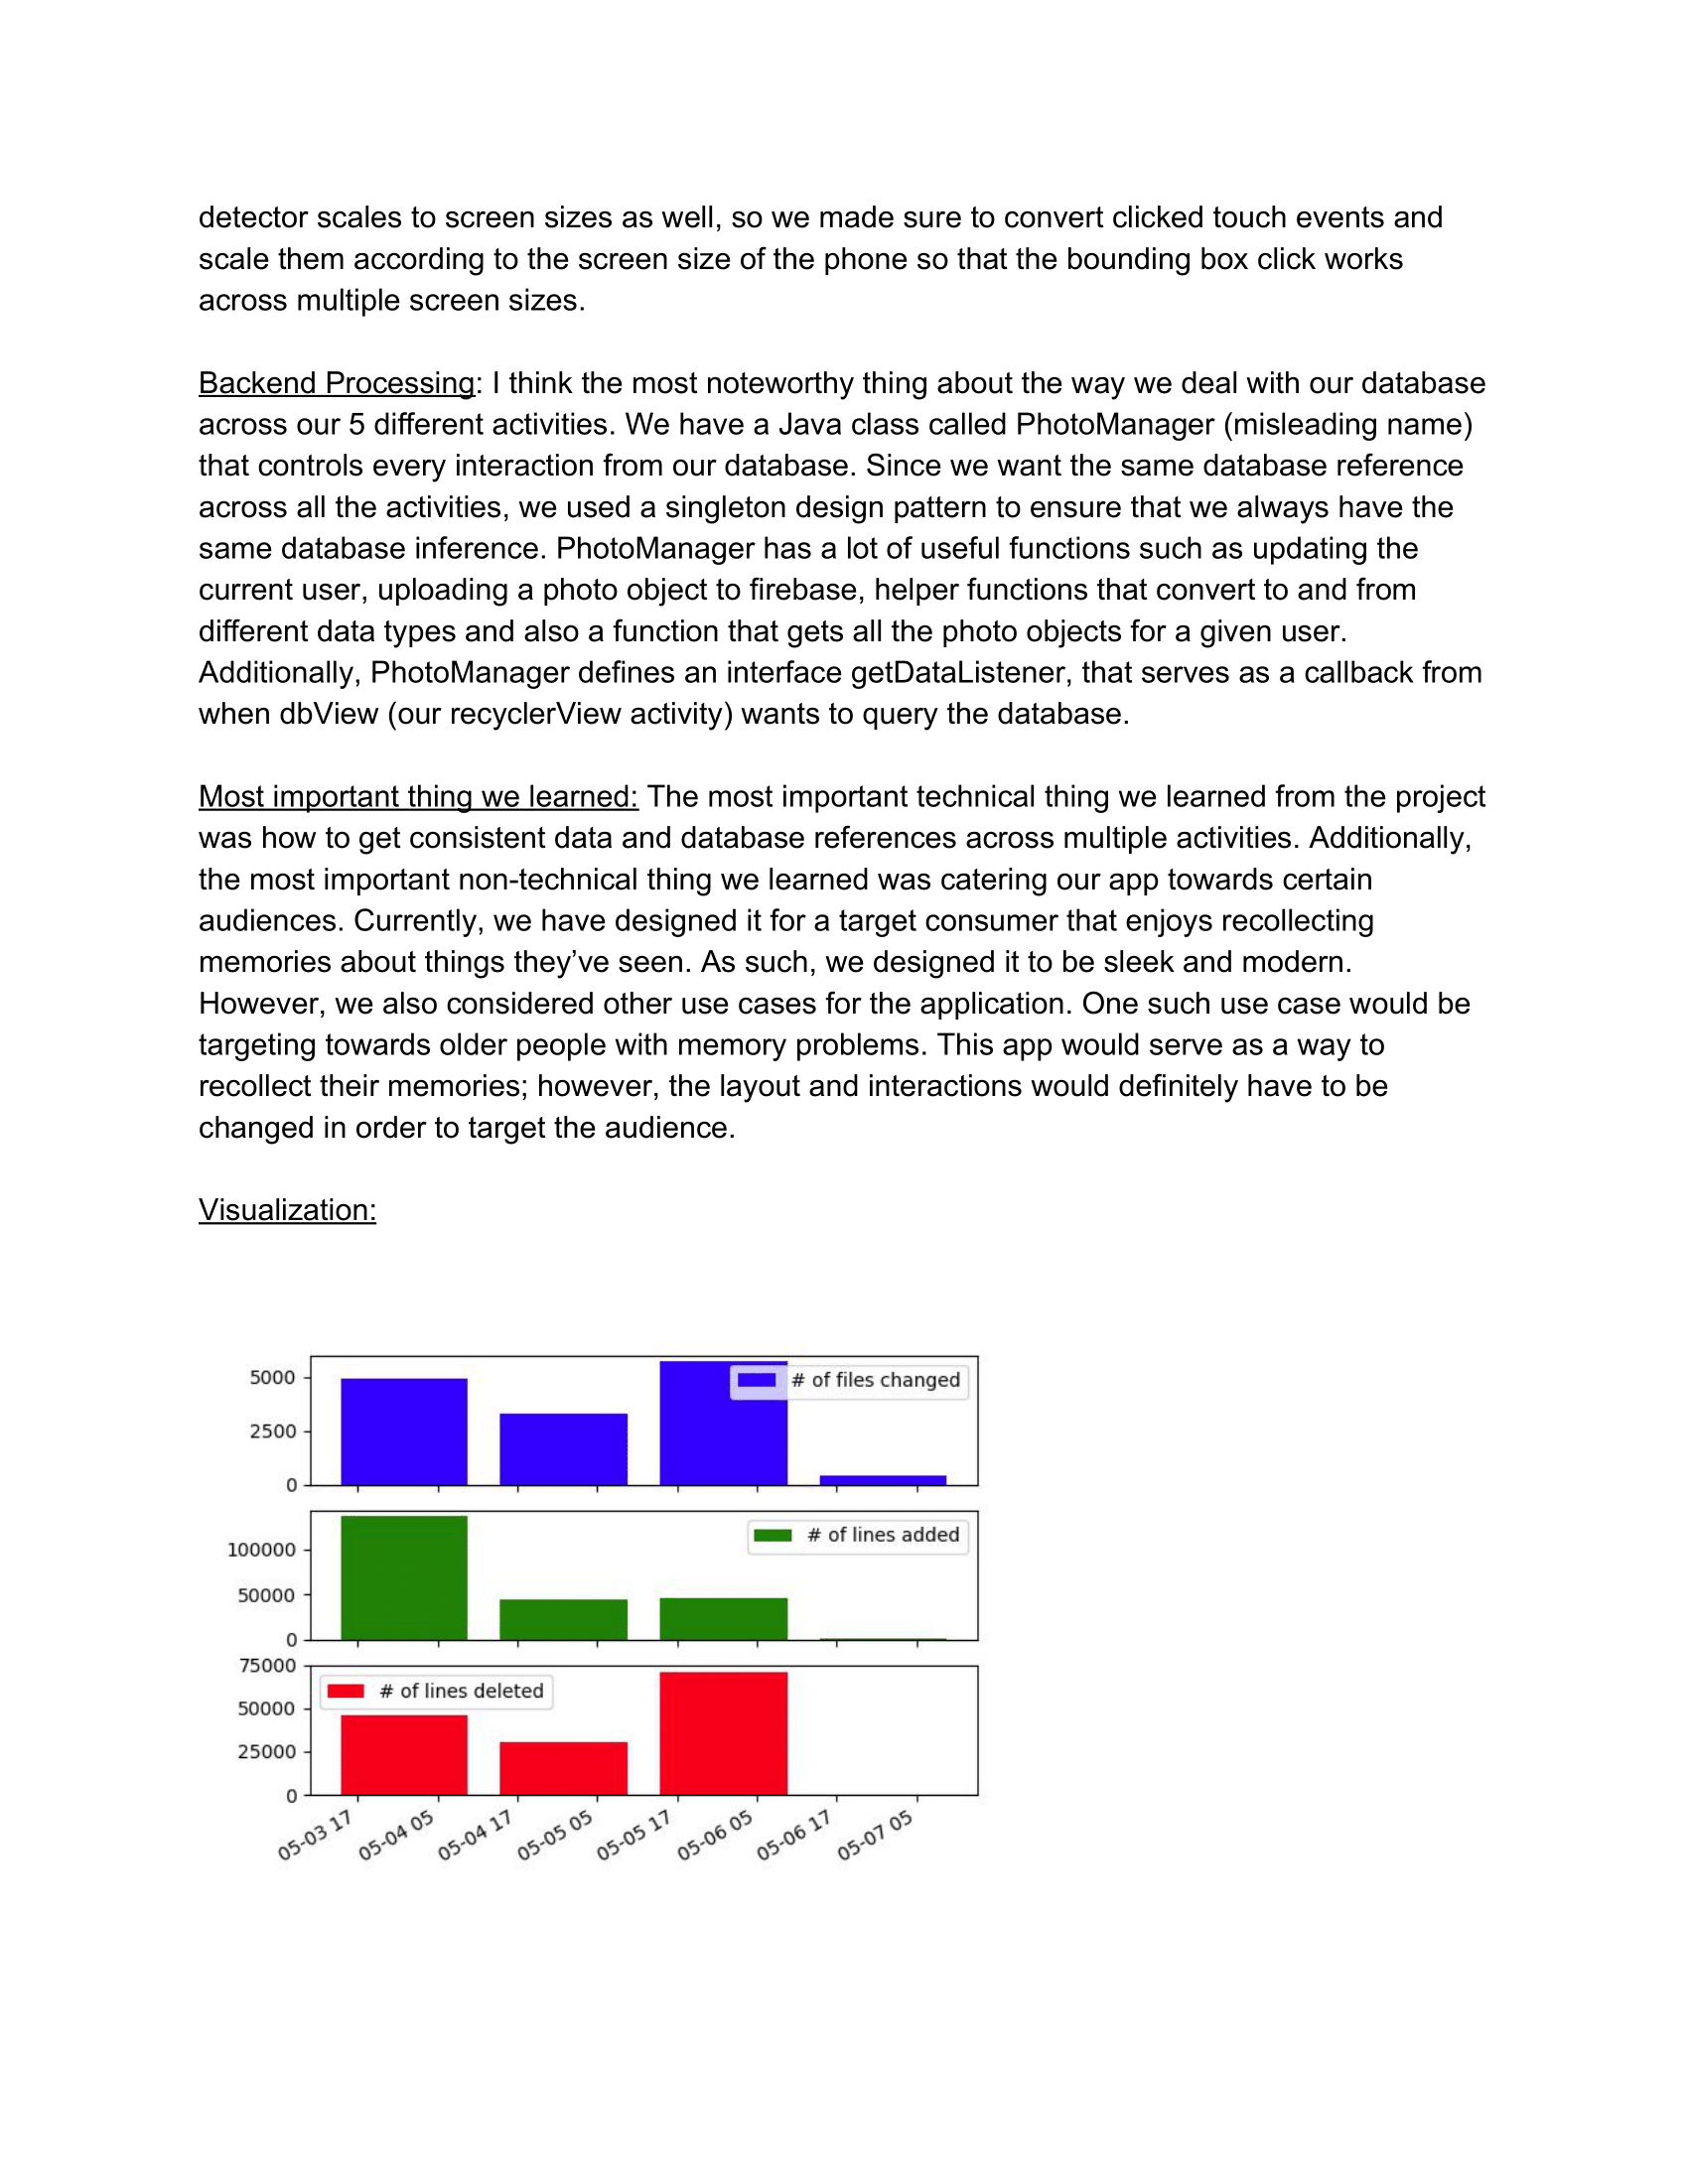 detector scales to screen sizes as well, so we made sure to convert clicked touch events and
scale them according to the screen size of the phone so that the bounding box click works
across multiple screen sizes.
Backend Processing: I think the most noteworthy thing about the way we deal with our database
across our 5 different activities. We have a Java class called PhotoManager (misleading name)
that controls every interaction from our database. Since we want the same database reference
across all the activities, we used a singleton design pattern to ensure that we always have the
same database inference. PhotoManager has a lot of useful functions such as updating the
current user, uploading a photo object to firebase, helper functions that convert to and from
different data types and also a function that gets all the photo objects for a given user.
Additionally, PhotoManager defines an interface getDataListener, that serves as a callback from
when dbView (our recyclerView activity) wants to query the database.
Most important thing we learned: The most important technical thing we learned from the project
was how to get consistent data and database references across multiple activities. Additionally,
the most important non-technical thing we learned was catering our app towards certain
audiences. Currently, we have designed it for a target consumer that enjoys recollecting
memories about things they’ve seen. As such, we designed it to be sleek and modern.
However, we also considered other use cases for the application. One such use case would be
targeting towards older people with memory problems. This app would serve as a way to
recollect their memories; however, the layout and interactions would definitely have to be
changed in order to target the audience.
Visualization:
5000
2500
0
# of files changed
100000
50000
0
# of lines added
75000
50000
25000
0
# of lines deleted
05-03 17
05-04 05
05-04 17
05-05 05
05-05 17
05-06 05
05-06 17
05-07 05